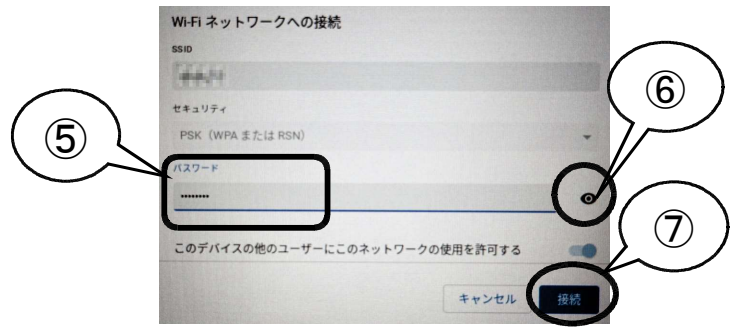 Wi-Fi ネットワークへの接続
SSID
セキュリティ
PSK（WPA または RSN）
パスワード
••••••••
このデバイスの他のユーザーにこのネットワークの使用を許可する
キャンセル 接続
⑤
⑥
⑦